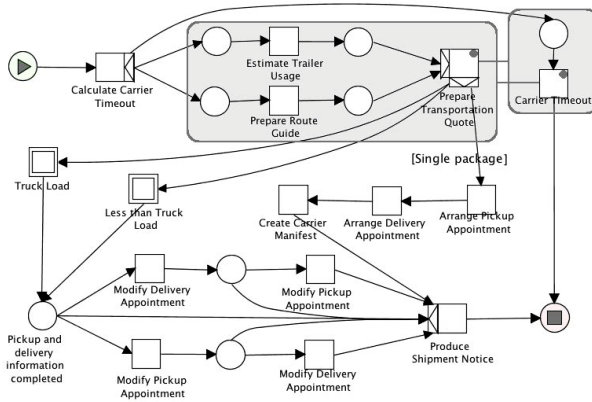 Calculate Carrier
Timeout
Estimate Trailer
Usage
Prepare Route
Guide
Prepare
Transportation
Quote
Carrier Timeout
[Single package]
Truck Load
Less than Truck
Load
Create Carrier
Manifest
Arrange Delivery
Appointment
Arrange Pickup
Appointment
Modify Delivery
Appointment
Modify Pickup
Appointment
Pickup and
delivery
information
completed
Produce
Shipment Notice
Modify Pickup
Appointment
Modify Delivery
Appointment